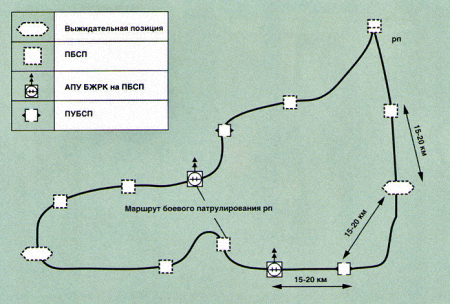 Выжидательная позиция
ПБСП
АПУ БЖРК на ПБСП
ПУБСП
рп
15-20 км
15-20 км
Маршрут боевого патрулирования рп
15-20 км